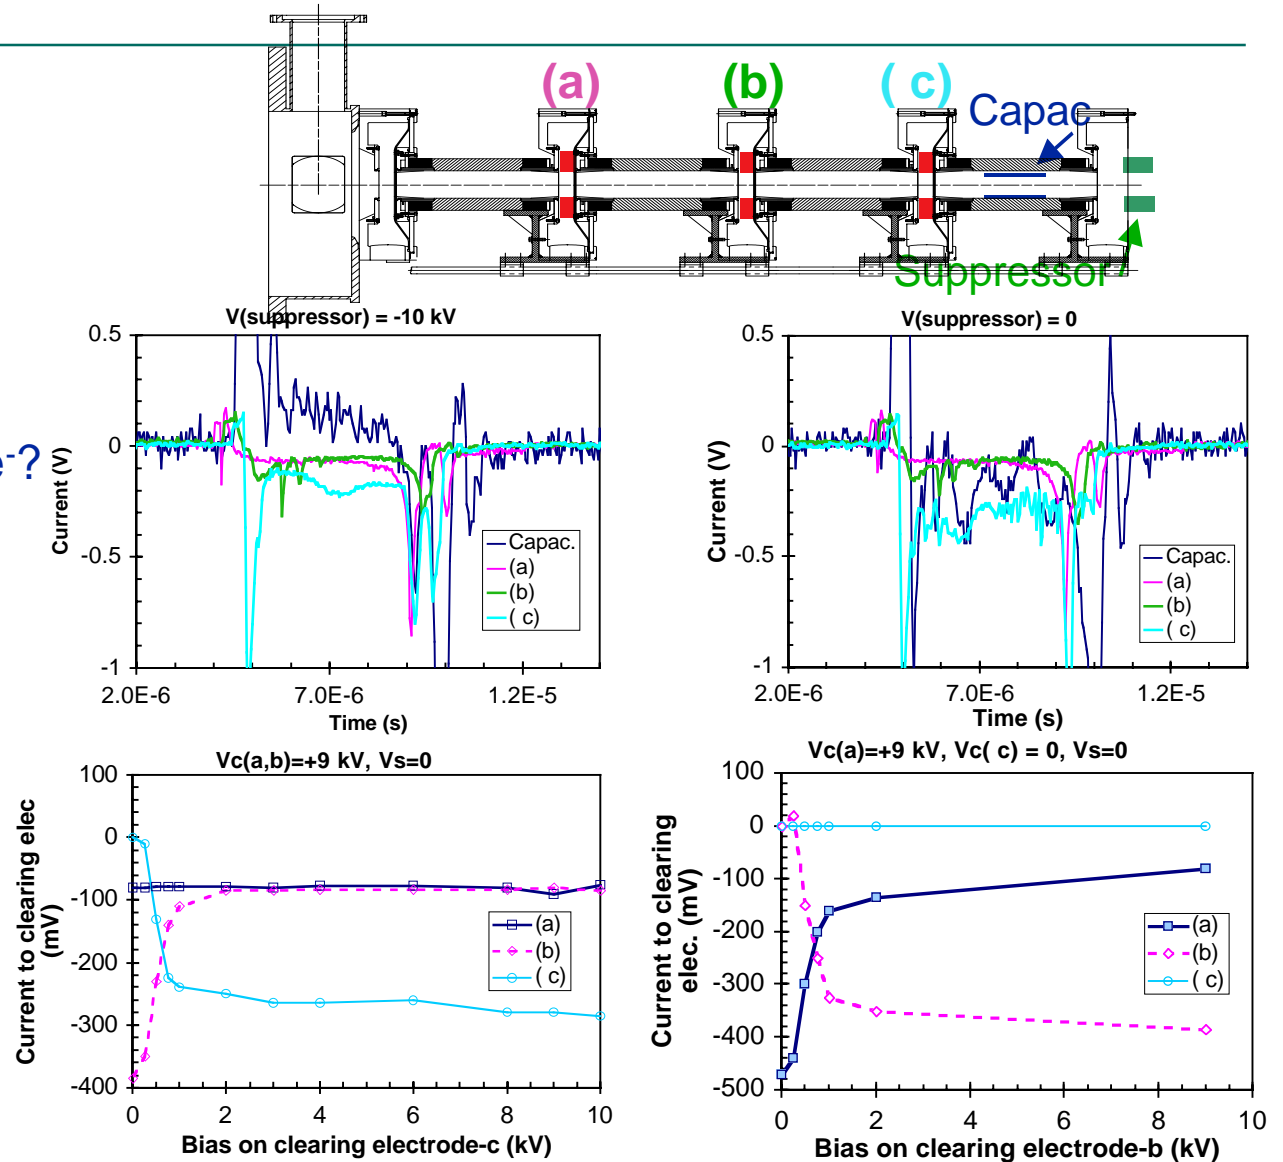 (a)
(b)
( c)
Capac
Suppressor
e-?
V(suppressor) = -10 kV
Current (V)
0.5
0
-0.5
-1
2.0E-6
7.0E-6
1.2E-5
Time (s)
Capac.
(a)
(b)
( c)
V(suppressor) = 0
Current (V)
0.5
0
-0.5
-1
2.0E-6
7.0E-6
1.2E-5
Time (s)
Capac.
(a)
(b)
( c)
Vc(a,b)=+9 kV, Vs=0
Current to clearing elec
(mV)
100
0
-100
-200
-300
-400
0
2
4
6
8
10
Bias on clearing electrode-c (kV)
(a)
(b)
( c)
Vc(a)=+9 kV, Vc( c) = 0, Vs=0
Current to clearing
elec. (mV)
100
0
-100
-200
-300
-400
-500
0
2
4
6
8
10
Bias on clearing electrode-b (kV)
(a)
(b)
( c)